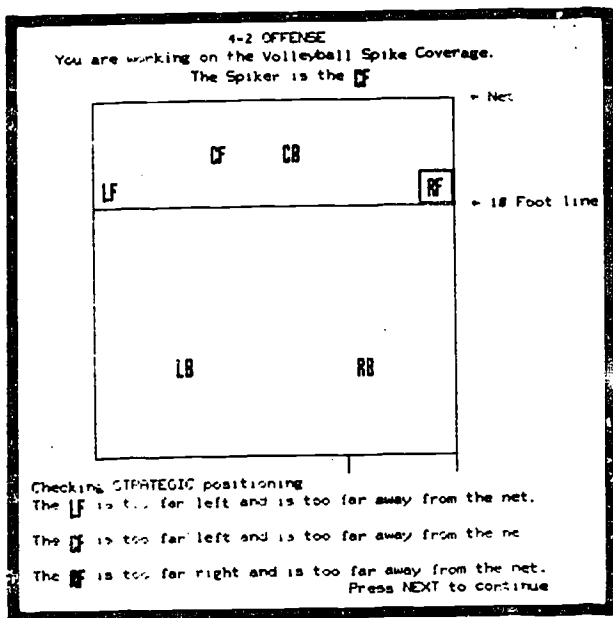 4-2 OFFENSE
You are working on the Volleyball Spike Coverage.
The Spiker is the CF
← Net
CF CB
LF RF
← 10 Foot line
LB RB
Checking STRATEGIC positioning
The LF is too far left and is too far away from the net.
The CF is too far left and is too far away from the ne
The RF is too far right and is too far away from the net.
Press NEXT to continue